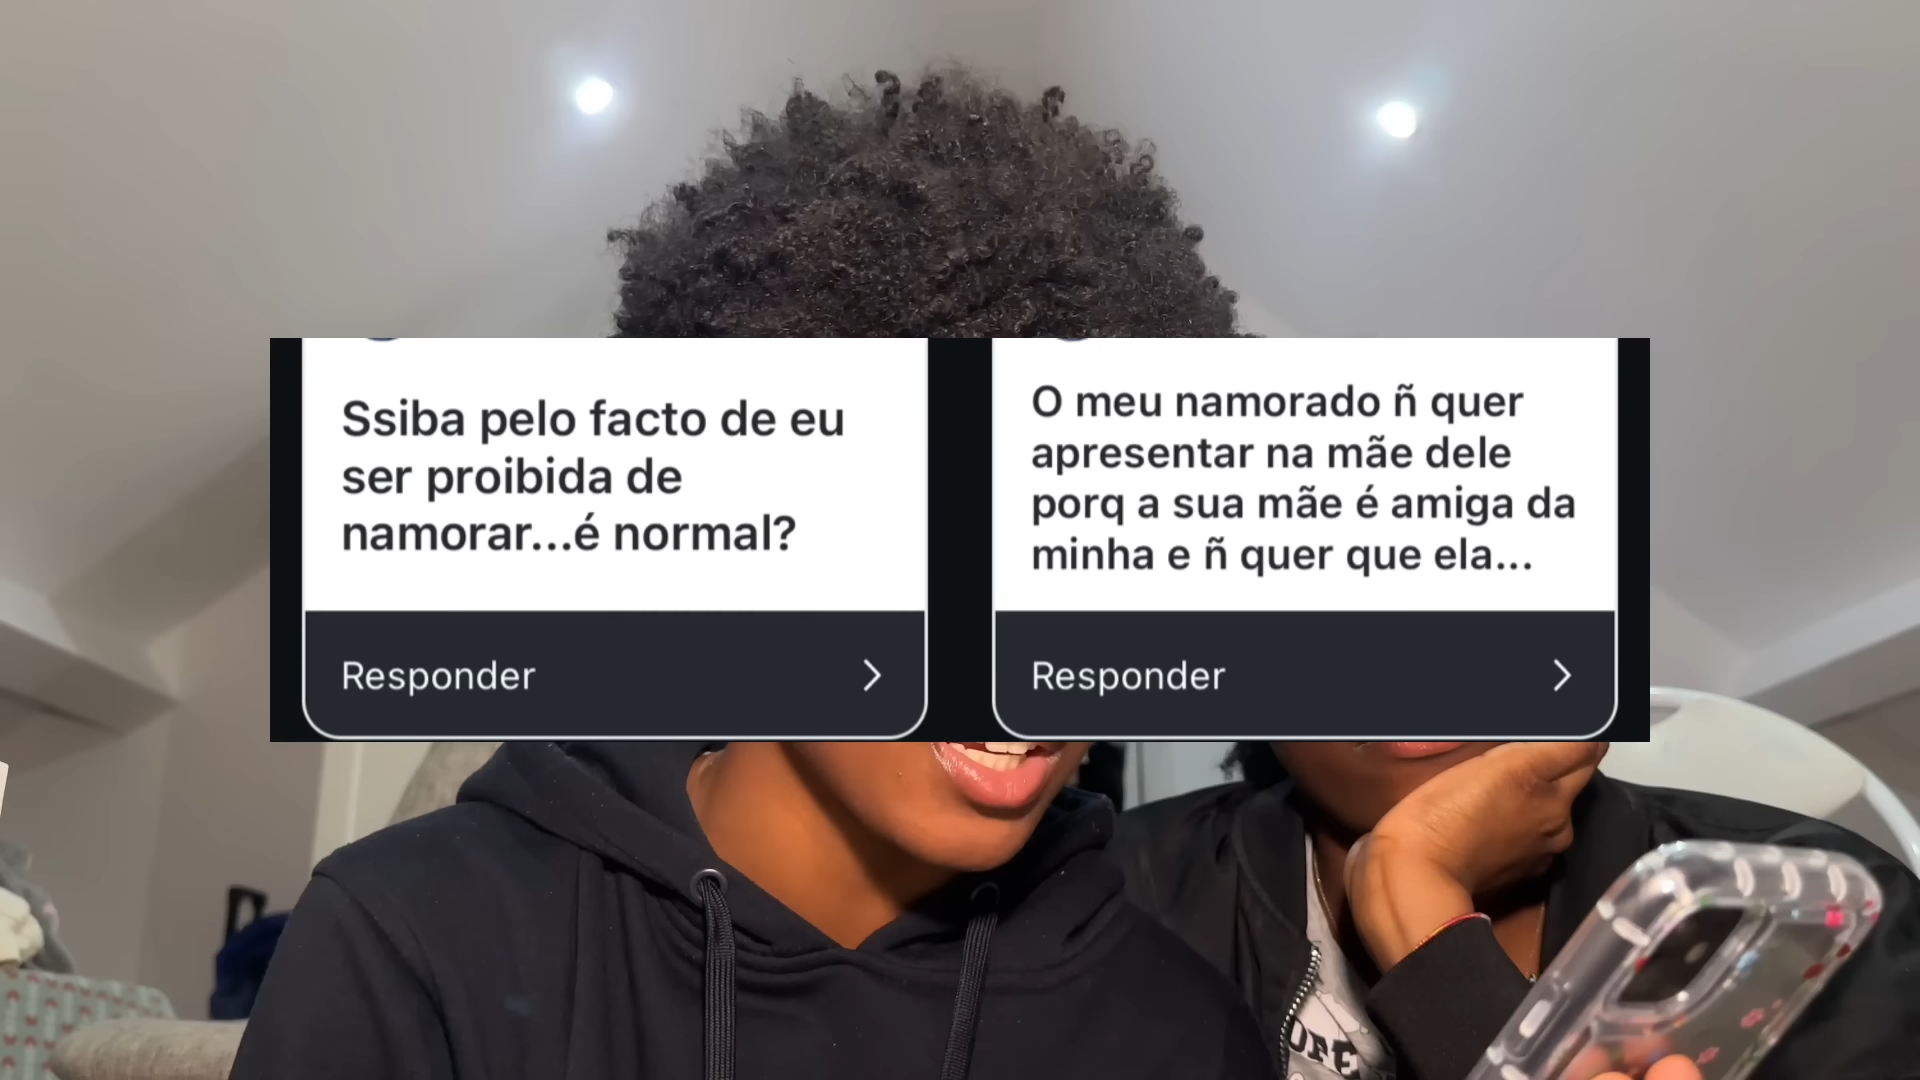 Ssiba pelo facto de eu
ser proibida de
namorar...é normal?
Responder
O meu namorado ñ quer
apresentar na mãe dele
porq a sua mãe é amiga da
minha e ñ quer que ela...
Responder